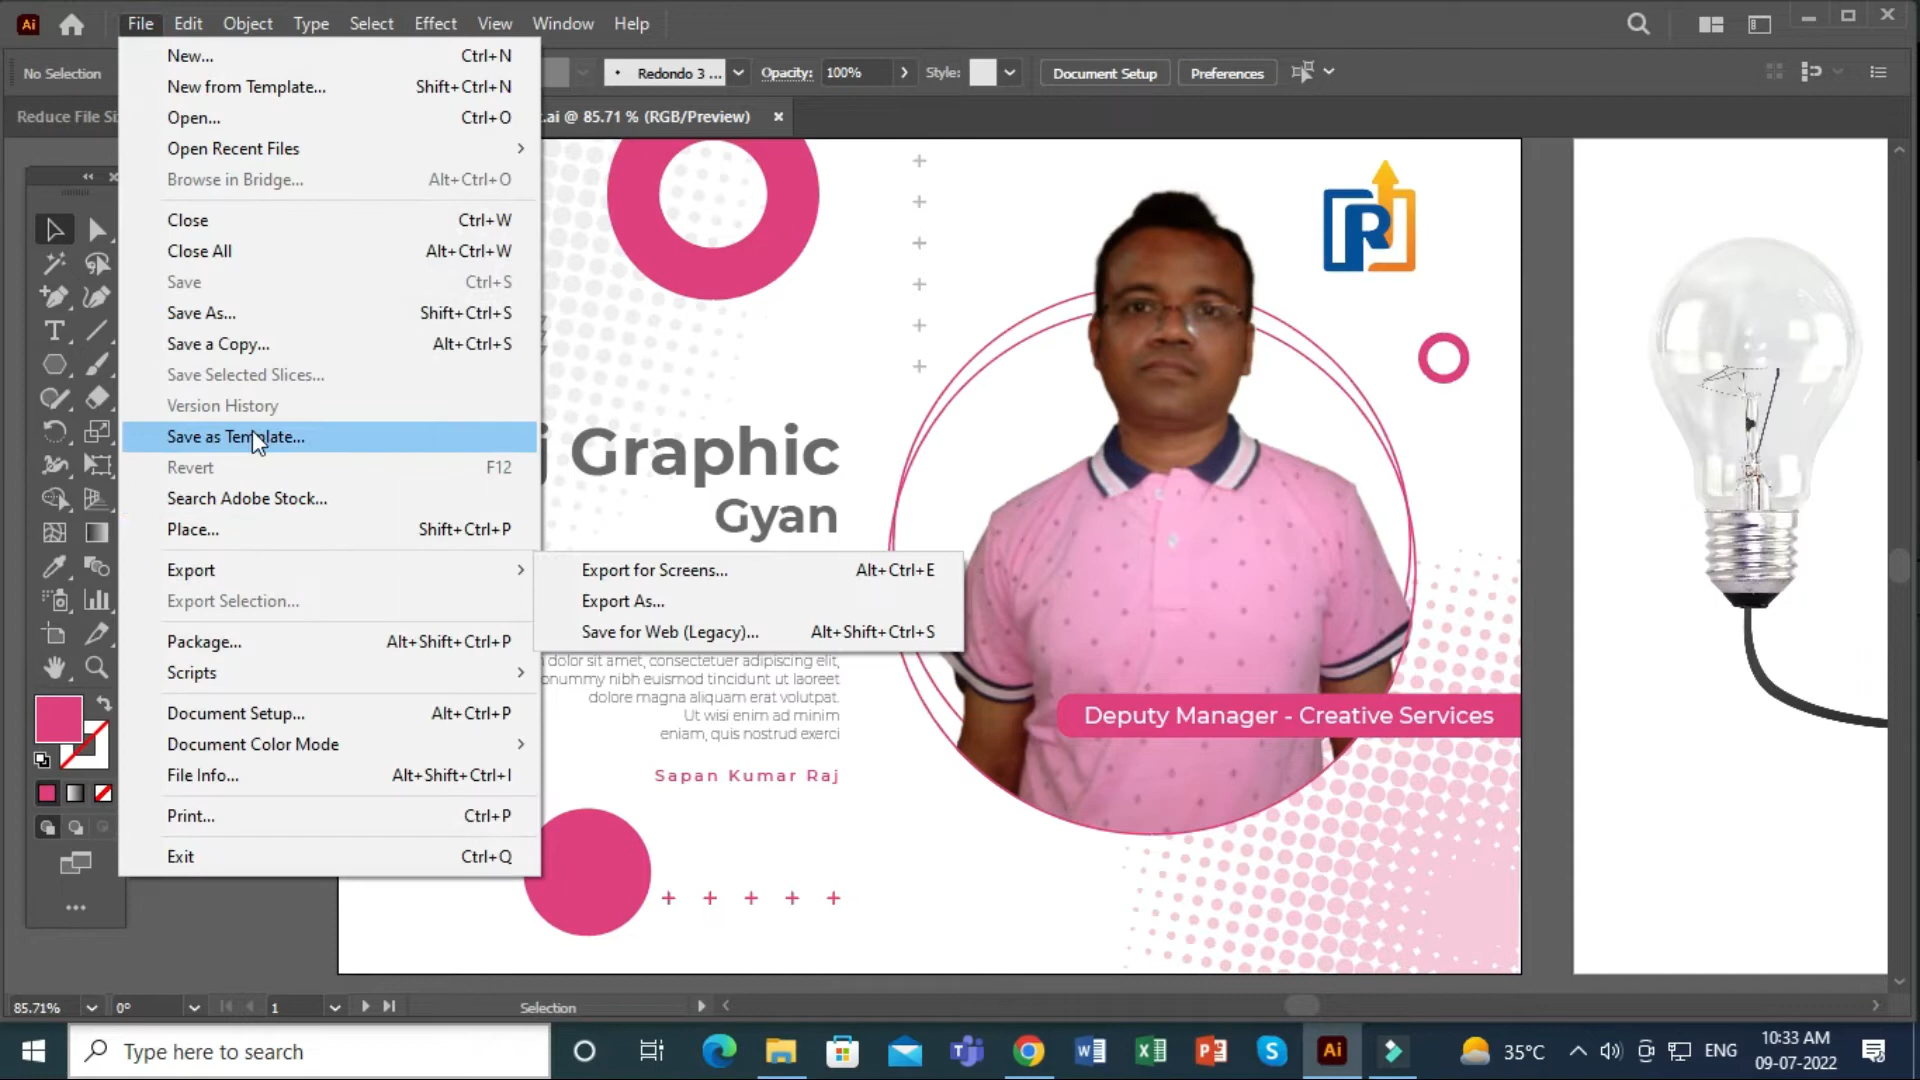 Ai File Edit Object Type Select Effect View Window Help
No Selection
Redondo 3 ... Opacity: 100% Style: Document Setup Preferences
.ai @ 85.71 % (RGB/Preview)
New... Ctrl+N
New from Template... Shift+Ctrl+N
Open... Ctrl+O
Open Recent Files
Browse in Bridge... Alt+Ctrl+O
Close Ctrl+W
Close All Alt+Ctrl+W
Save Ctrl+S
Save As... Shift+Ctrl+S
Save a Copy... Alt+Ctrl+S
Save Selected Slices...
Version History
Save as Template...
Revert F12
Search Adobe Stock...
Place... Shift+Ctrl+P
Export
Export Selection...
Package... Alt+Shift+Ctrl+P
Scripts
Document Setup... Alt+Ctrl+P
Document Color Mode
File Info... Alt+Shift+Ctrl+I
Print... Ctrl+P
Exit Ctrl+Q
Export for Screens... Alt+Ctrl+E
Export As...
Save for Web (Legacy)... Alt+Shift+Ctrl+S
Reduce File
Graphic
Gyan
dolor sit amet, consectetuer adipiscing elit,
onummy nibh euismod tincidunt ut laoreet
dolore magna aliquam erat volutpat.
Ut wisi enim ad minim
eniam, quis nostrud exerci
Sapan Kumar Raj
R
Deputy Manager - Creative Services
85.71% 0° 1 Selection
Type here to search
Ai
35°C ENG
10:33 AM
09-07-2022